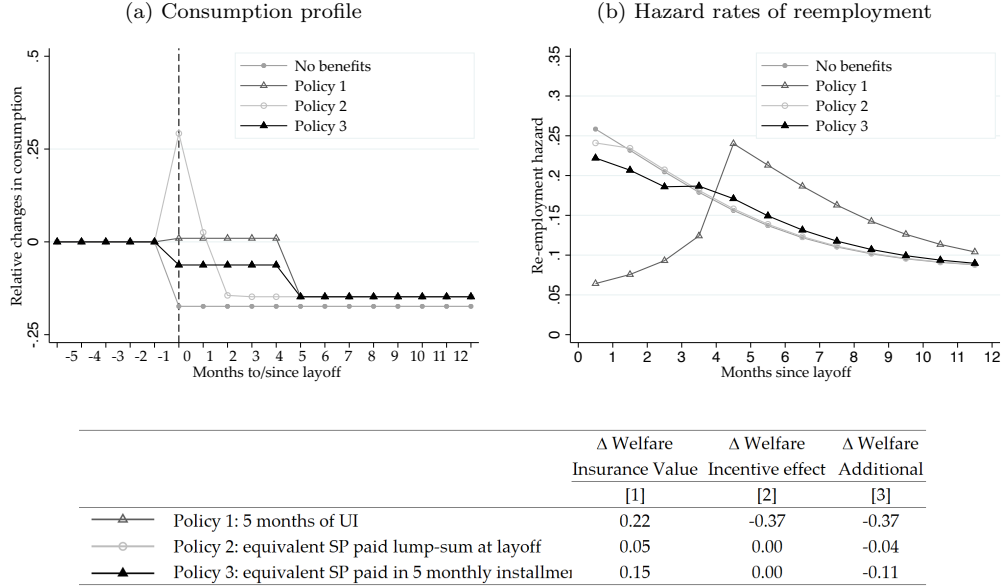 (a) Consumption profile
(b) Hazard rates of reemployment
Relative changes in consumption
.5
.25
0
-.25
No benefits
Policy 1
Policy 2
Policy 3
-5 -4 -3 -2 -1 0 1 2 3 4 5 6 7 8 9 10 11 12
Months to/since layoff
Re-employment hazard
.35
.3
.25
.2
.15
.1
.05
0
No benefits
Policy 1
Policy 2
Policy 3
0 1 2 3 4 5 6 7 8 9 10 11 12
Months since layoff
Δ Welfare Δ Welfare Δ Welfare
Insurance Value Incentive effect Additional
[1] [2] [3]
Policy 1: 5 months of UI 0.22 -0.37 -0.37
Policy 2: equivalent SP paid lump-sum at layoff 0.05 0.00 -0.04
Policy 3: equivalent SP paid in 5 monthly installmen 0.15 0.00 -0.11